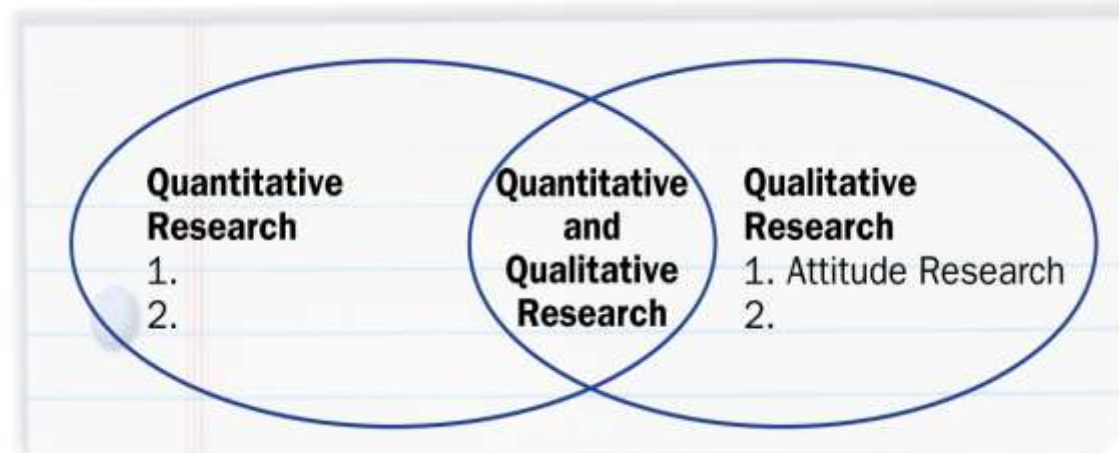 Quantitative
Research
1.
2.
Quantitative
and
Qualitative
Research
Qualitative
Research
1. Attitude Research
2.